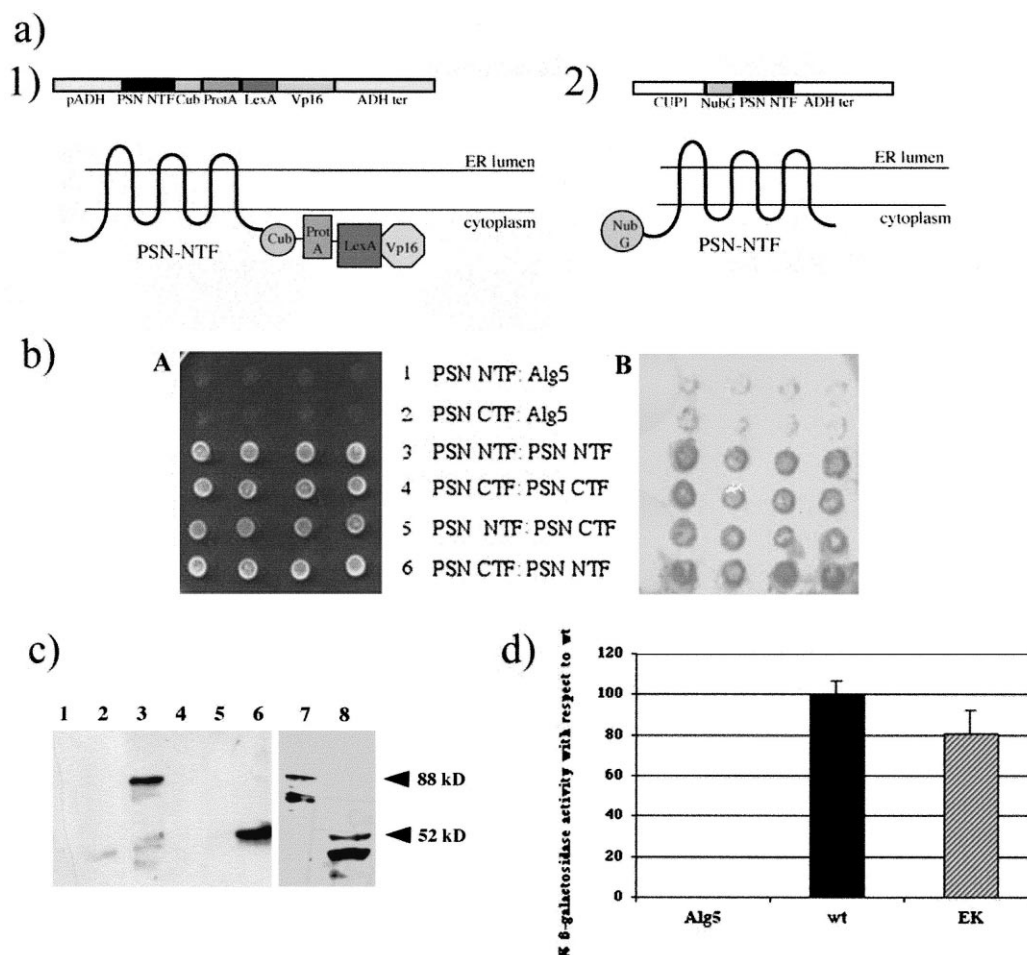 a)
1)
pADH PSN NTF Cub ProtA LexA Vp16 ADH ter
ER lumen
cytoplasm
PSN-NTF
Cub
Prot
A
LexA
Vp16
2)
CUP1 NubG PSN NTF ADH ter
ER lumen
cytoplasm
Nub
G
PSN-NTF
b)
A
1 PSN NTF: Alg5
2 PSN CTF: Alg5
3 PSN NTF: PSN NTF
4 PSN CTF: PSN CTF
5 PSN NTF: PSN CTF
6 PSN CTF: PSN NTF
B
c)
1 2 3 4 5 6 7 8
88 kD
52 kD
d)
ß-galactosidase activity with respect to wt
120
100
80
60
40
20
0
Alg5 wt EK